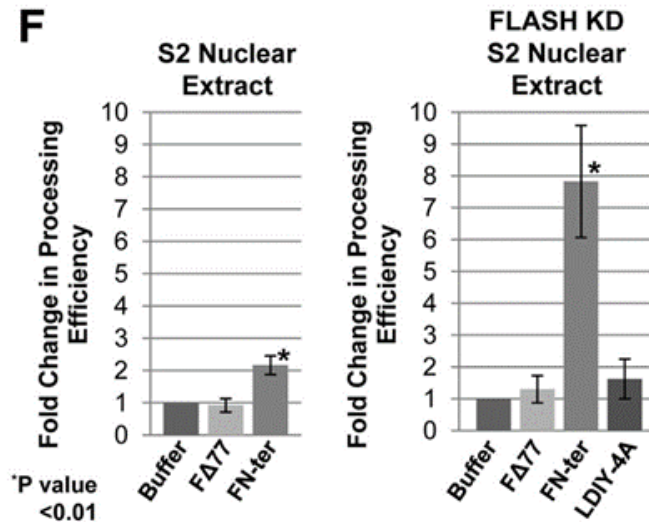 F
S2 Nuclear
Extract
Fold Change in Processing
Efficiency
10
9
8
7
6
5
4
3
2
1
0
*
Buffer
FΔ77
FN-ter
*P value
<0.01
FLASH KD
S2 Nuclear
Extract
Fold Change in Processing
Efficiency
10
9
8
7
6
5
4
3
2
1
0
*
Buffer
FΔ77
FN-ter
LDIY-4A